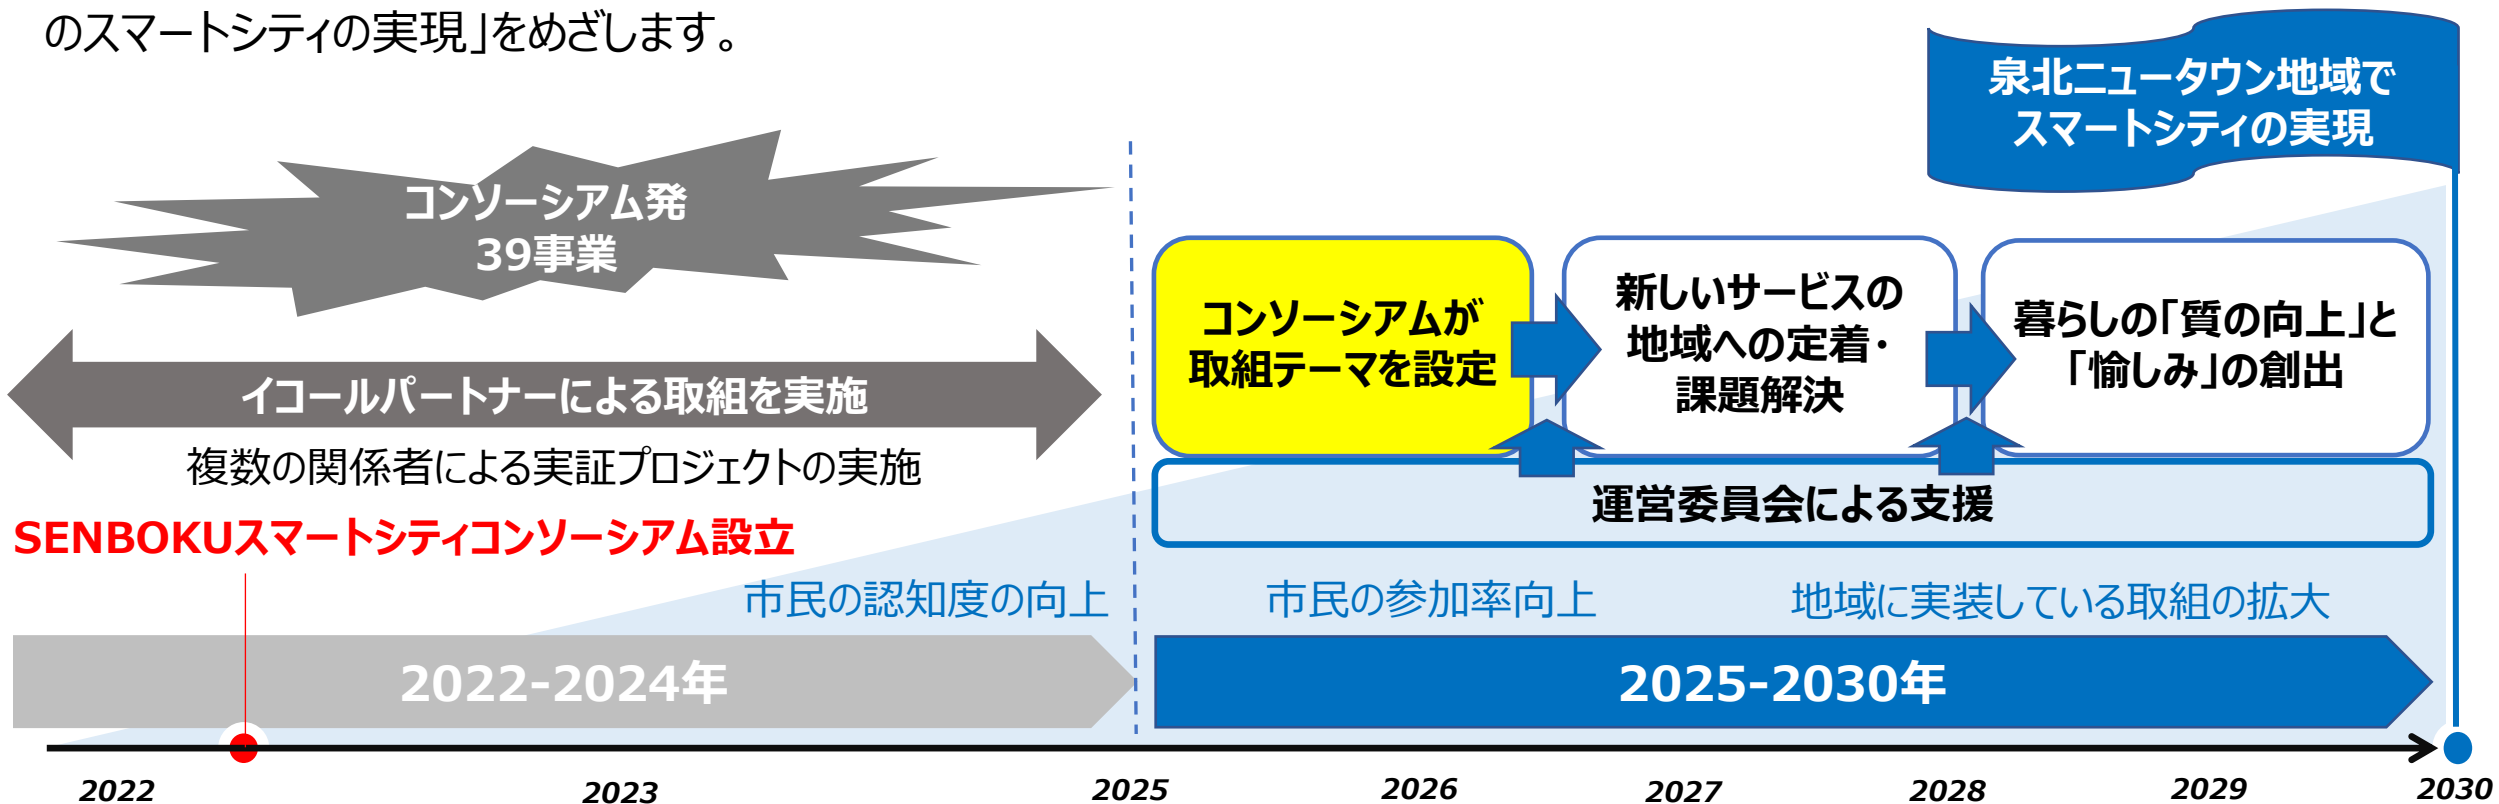 のスマートシティの実現」をめざします。
泉北ニュータウン地域で
スマートシティの実現
コンソーシアム発
39事業
コンソーシアムが
取組テーマを設定
新しいサービスの
地域への定着・
課題解決
暮らしの「質の向上」と
「愉しみ」の創出
イコールパートナーによる取組を実施
複数の関係者による実証プロジェクトの実施
運営委員会による支援
SENBOKUスマートシティコンソーシアム設立
市民の認知度の向上
市民の参加率向上
地域に実装している取組の拡大
2022-2024年
2025-2030年
2022
2023
2025
2026
2027
2028
2029
2030